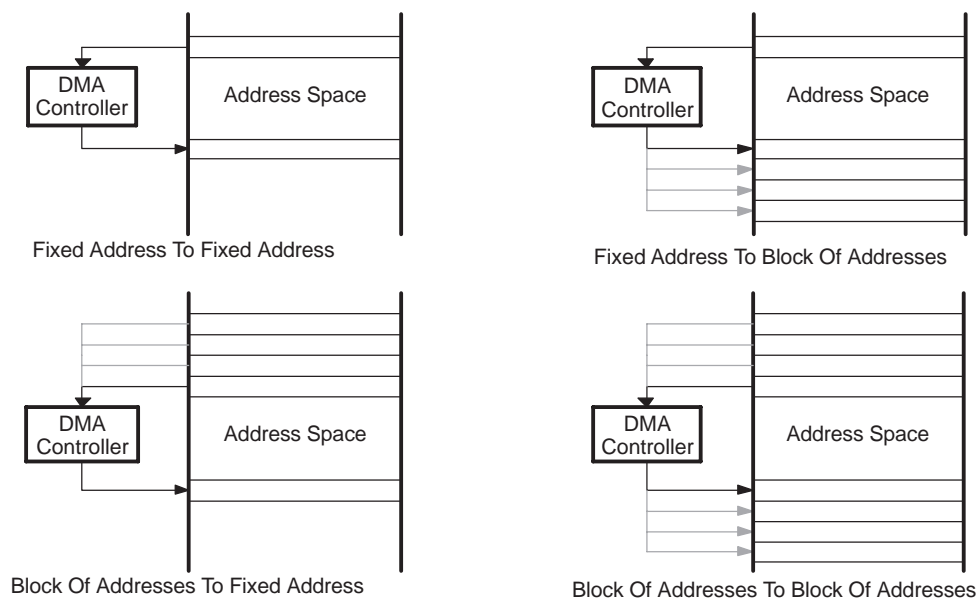 DMA
Controller
Address Space
Fixed Address To Fixed Address
DMA
Controller
Address Space
Fixed Address To Block Of Addresses
DMA
Controller
Address Space
Block Of Addresses To Fixed Address
DMA
Controller
Address Space
Block Of Addresses To Block Of Addresses